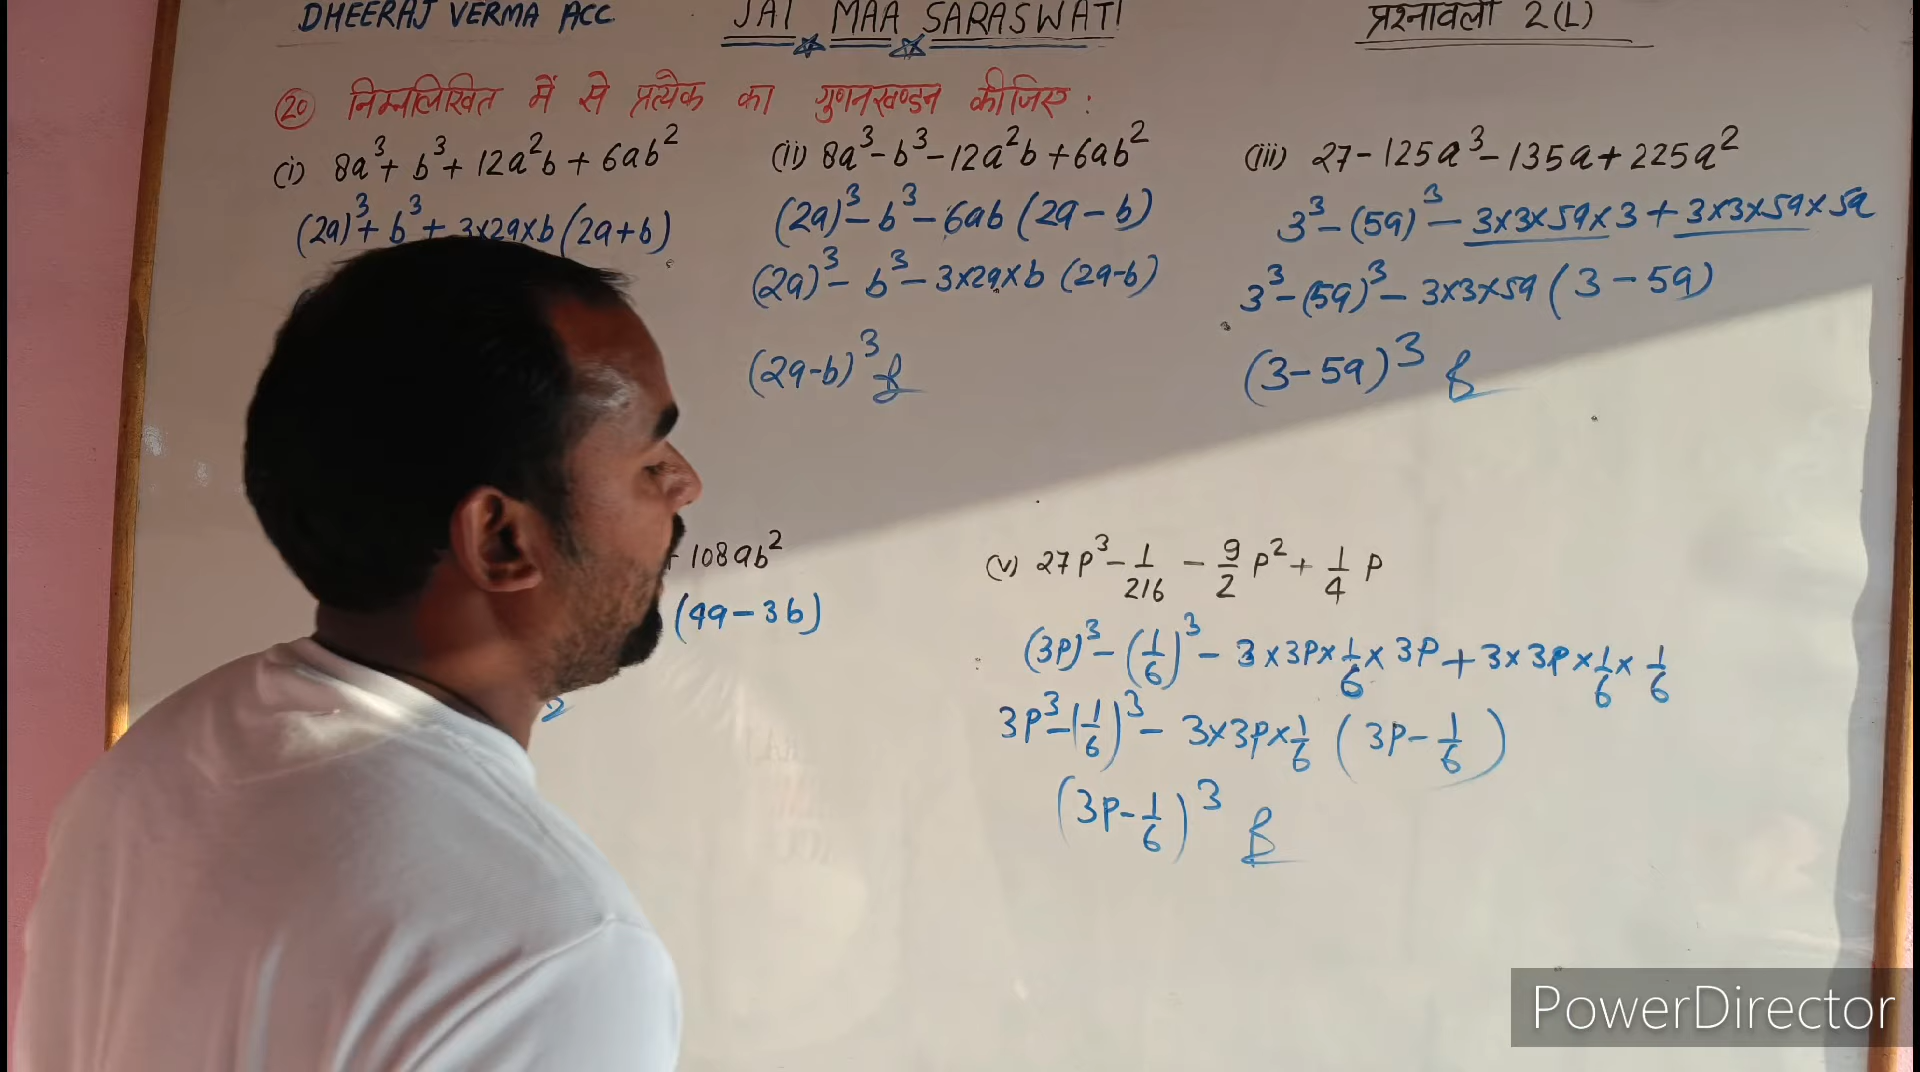 DHEERAJ VERMA ACC JAI MAA SARASWATI प्रश्नावली 2(L)
(20) निम्नलिखित में से प्रत्येक का गुणनखण्डन कीजिए :
(i) 8a³ + b³ + 12a²b + 6ab²
(2a)³ + b³ + 3×2a×b (2a+b)
(ii) 8a³ - b³ - 12a²b + 6ab²
(2a)³ - b³ - 6ab (2a - b)
(2a)³ - b³ - 3×2a×b (2a-b)
(2a-b)³
(iii) 27 - 125a³ - 135a + 225a²
3³ - (5a)³ - 3×3×5a×3 + 3×3×5a×5a
3³ - (5a)³ - 3×3×5a (3 - 5a)
(3-5a)³
+ 108ab²
(4a - 3b)
2
(v) 27p³ - 1/216 - 9/2 p² + 1/4 p
(3p)³ - (1/6)³ - 3×3p×1/6×3p + 3×3p×1/6×1/6
3p³ - (1/6)³ - 3×3p×1/6 (3p - 1/6)
(3p - 1/6)³
PowerDirector